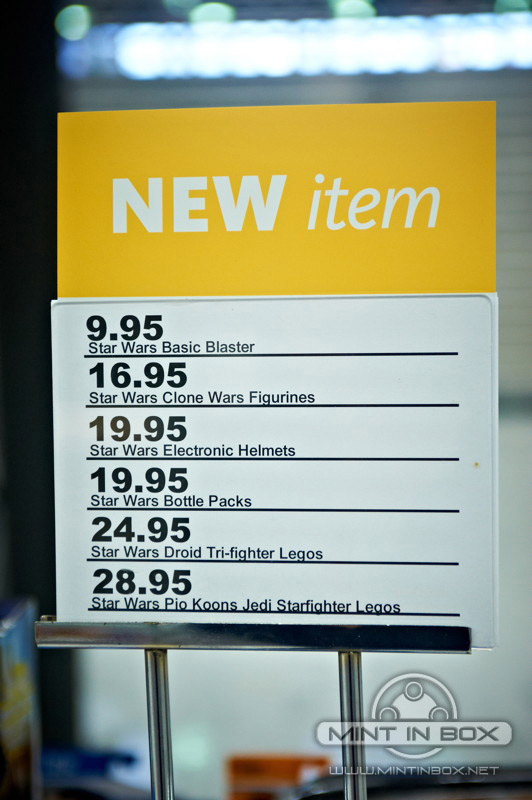 NEW item
9.95
Star Wars Basic Blaster
16.95
Star Wars Clone Wars Figurines
19.95
Star Wars Electronic Helmets
19.95
Star Wars Bottle Packs
24.95
Star Wars Droid Tri-fighter Legos
28.95
Star Wars Plo Koons Jedi Starfighter Legos
MINT IN BOX
WWW.MINTINBOX.NET